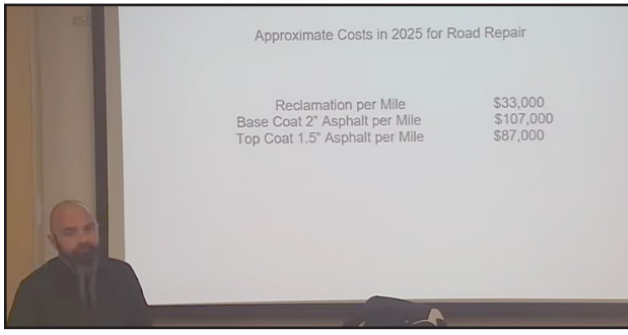 Approximate Costs in 2025 for Road Repair
Reclamation per Mile $33,000
Base Coat 2" Asphalt per Mile $107,000
Top Coat 1.5" Asphalt per Mile $87,000